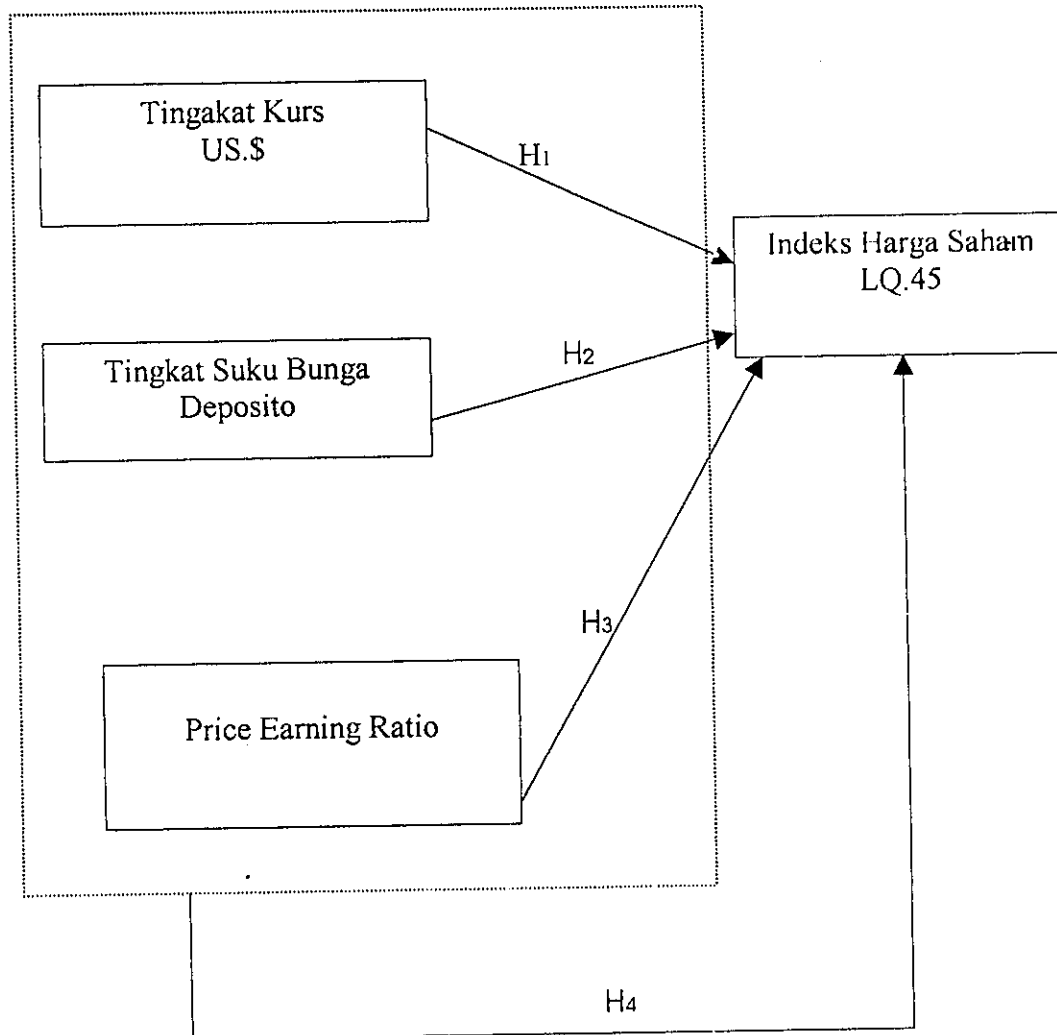 Tingakat Kurs
US.$
H1
Indeks Harga Saham
LQ.45
Tingkat Suku Bunga
Deposito
H2
H3
Price Earning Ratio
H4